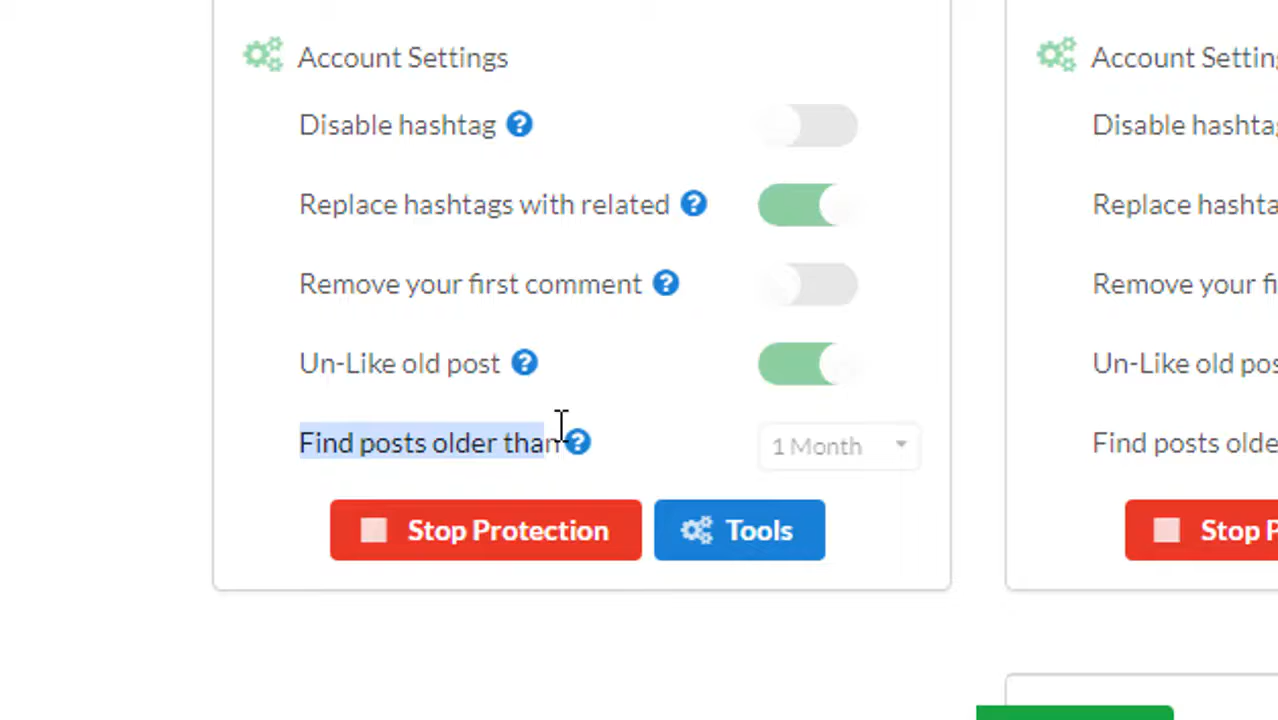 Account Settings
Disable hashtag
Replace hashtags with related
Remove your first comment
Un-Like old post
Find posts older than
1 Month
Stop Protection
Tools
Account Settin
Disable hashta
Replace hashta
Remove your fi
Un-Like old pos
Find posts olde
Stop P